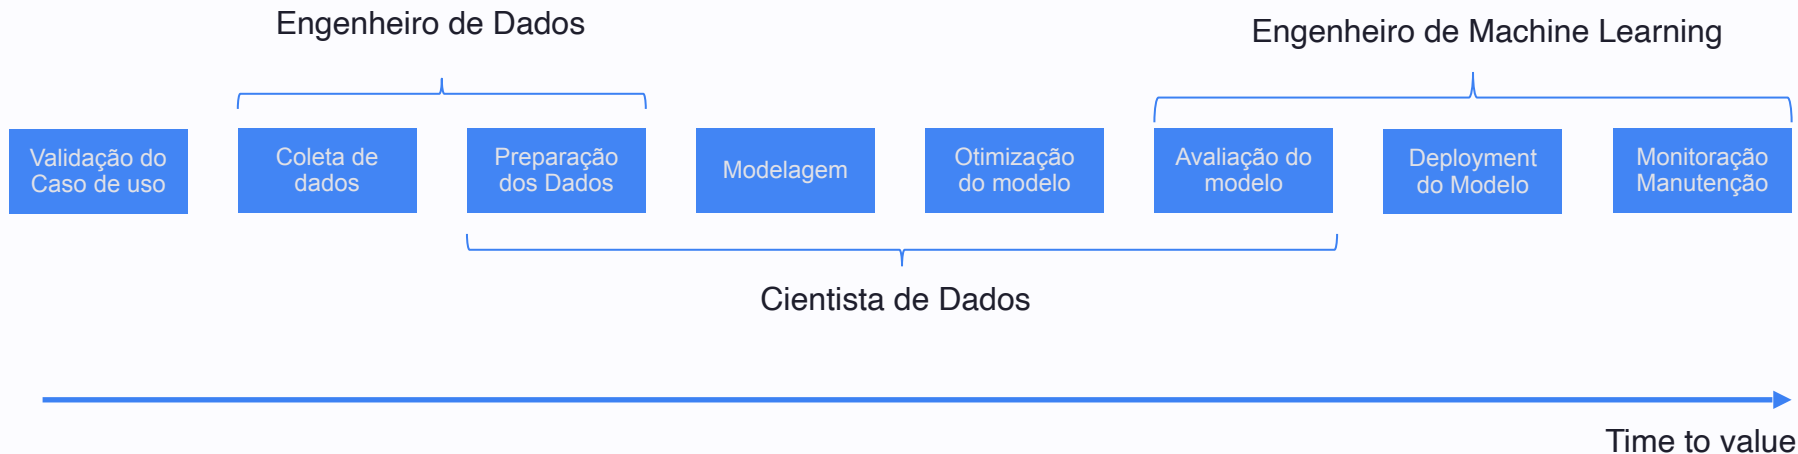 Engenheiro de Dados
Engenheiro de Machine Learning
Validação do
Caso de uso
Coleta de
dados
Preparação
dos Dados
Modelagem
Otimização
do modelo
Avaliação do
modelo
Deployment
do Modelo
Monitoração
Manutenção
Cientista de Dados
Time to value